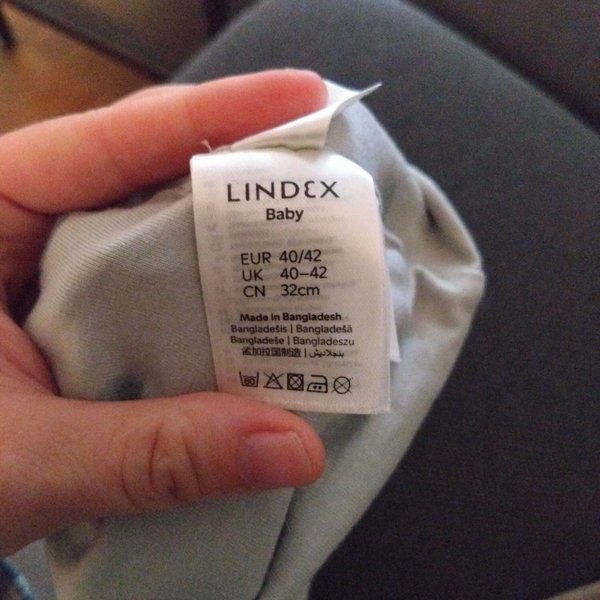 LINDEX
Baby
EUR 40/42
UK 40–42
CN 32cm
Made in Bangladesh
Bangladešis | Bangladešā
Bangladeše | Bangladeszu
孟加拉国制造 | بنجلاديش
60